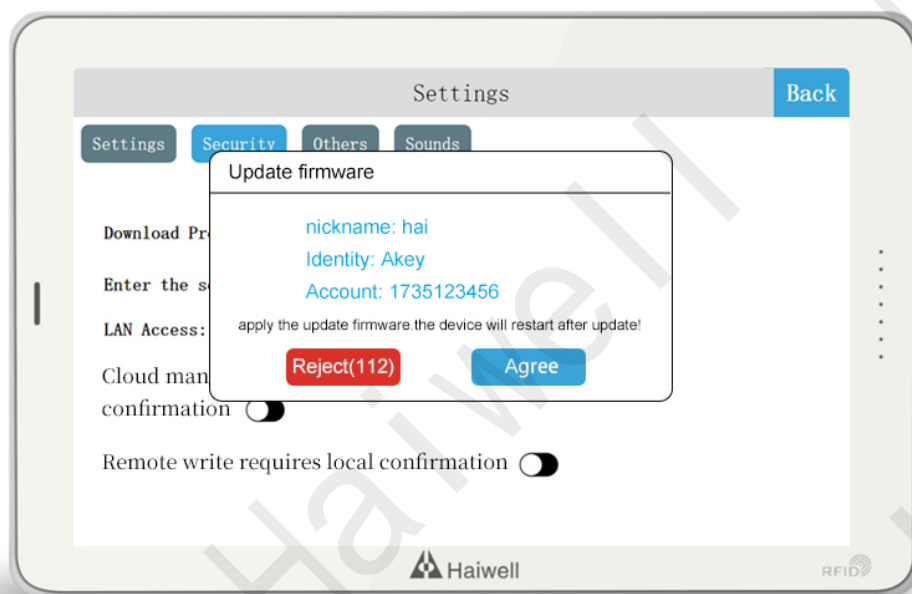 Settings
Back
Settings
Security
Others
Sounds
Update firmware
nickname: hai
Identity: Akey
Account: 1735123456
apply the update firmware.the device will restart after update!
Reject(112)
Agree
Download
Enter the
LAN Access:
Cloud
confirmation
Remote write requires local confirmation
Haiwell
RFID
Haiwell